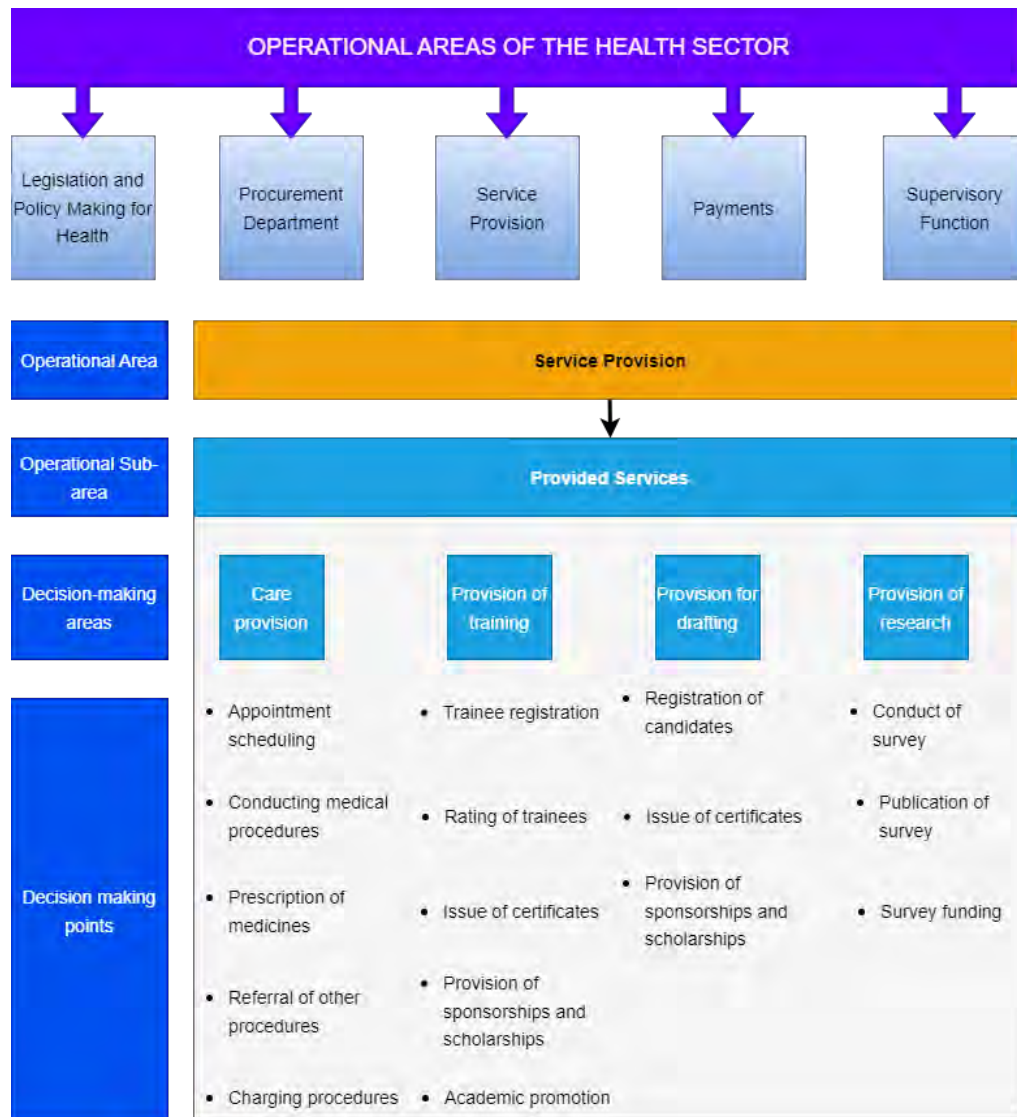 OPERATIONAL AREAS OF THE HEALTH SECTOR
Legislation and
Policy Making for
Health
Procurement
Department
Service
Provision
Payments
Supervisory
Function
Operational Area
Service Provision
Operational Sub-
area
Provided Services
Decision-making
areas
Care
provision
Provision of
training
Provision for
drafting
Provision of
research
Decision making
points
• Appointment
scheduling
• Conducting medical
procedures
• Prescription of
medicines
• Referral of other
procedures
• Charging procedures
• Trainee registration
• Rating of trainees
• Issue of certificates
• Provision of
sponsorships and
scholarships
• Academic promotion
• Registration of
candidates
• Issue of certificates
• Provision of
sponsorships and
scholarships
• Conduct of
survey
• Publication of
survey
• Survey funding